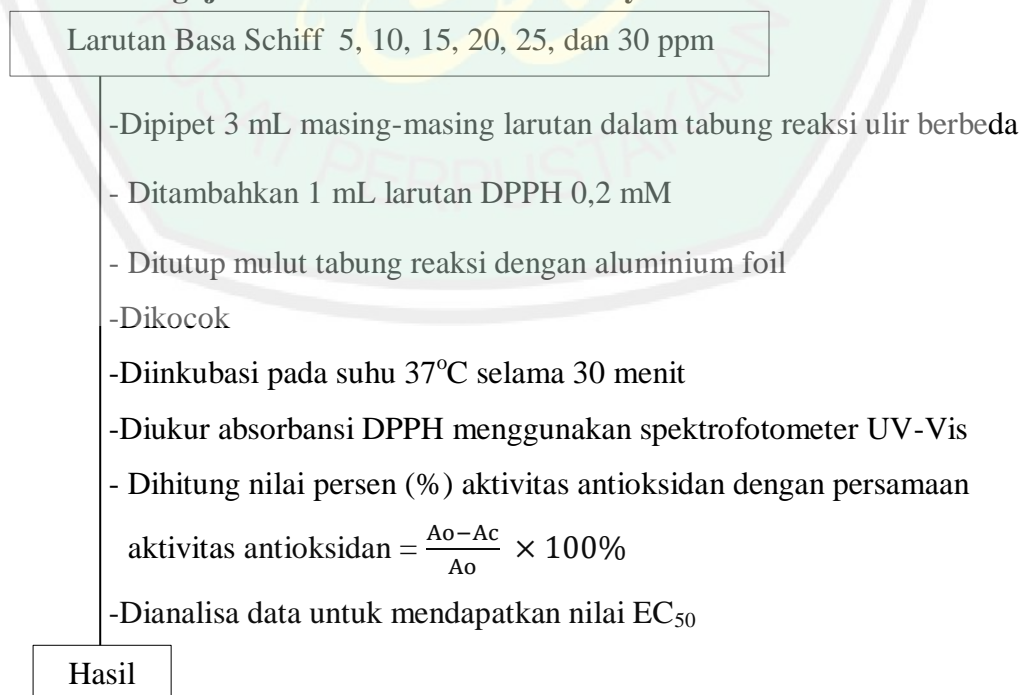 Larutan Basa Schiff 5, 10, 15, 20, 25, dan 30 ppm
-Dipipet 3 mL masing-masing larutan dalam tabung reaksi ulir berbeda
- Ditambahkan 1 mL larutan DPPH 0,2 mM
- Ditutup mulut tabung reaksi dengan aluminium foil
-Dikocok
-Diinkubasi pada suhu 37°C selama 30 menit
-Diukur absorbansi DPPH menggunakan spektrofotometer UV-Vis
- Dihitung nilai persen (%) aktivitas antioksidan dengan persamaan
aktivitas antioksidan = Ao−Ac/Ao × 100%
-Dianalisa data untuk mendapatkan nilai EC₅₀
Hasil